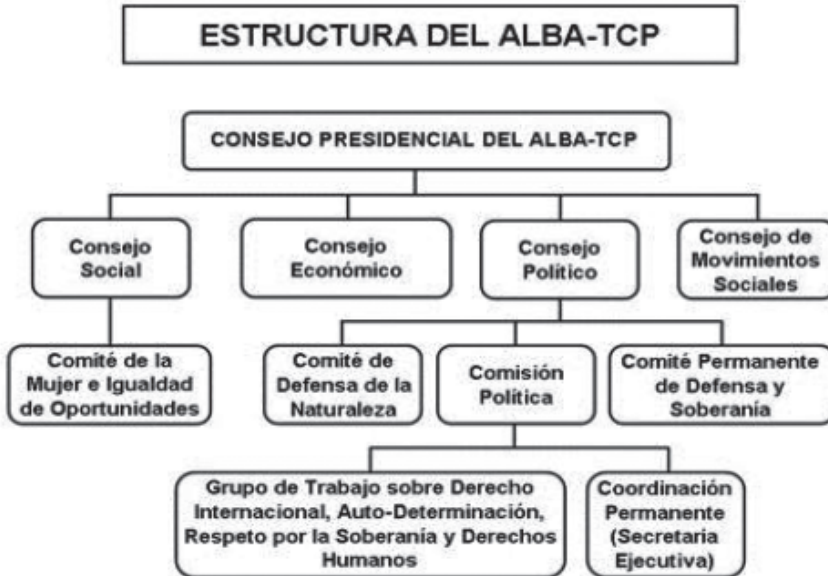 ESTRUCTURA DEL ALBA-TCP
CONSEJO PRESIDENCIAL DEL ALBA-TCP
Consejo
Social
Consejo
Económico
Consejo
Político
Consejo de
Movimientos
Sociales
Comité de la
Mujer e Igualdad
de Oportunidades
Comité de
Defensa de la
Naturaleza
Comisión
Política
Comité Permanente
de Defensa y
Soberanía
Grupo de Trabajo sobre Derecho
Internacional, Auto-Determinación,
Respeto por la Soberanía y Derechos
Humanos
Coordinación
Permanente
(Secretaria
Ejecutiva)